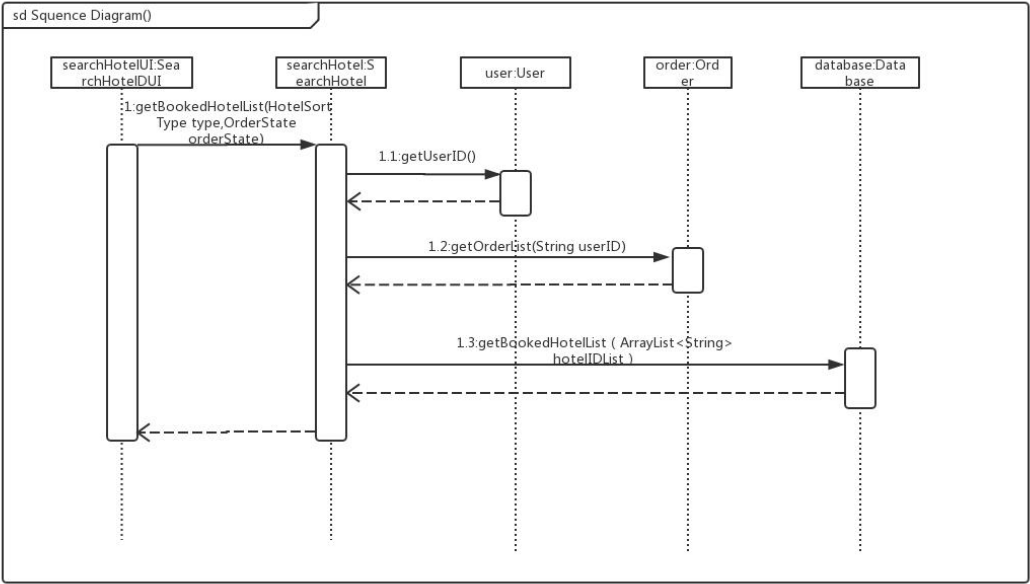 sd Squence Diagram()
searchHotelUI:Sea
rchHotelDUI
searchHotel:S
earchHotel
user:User
order:Ord
er
database:Data
base
1:getBookedHotelList(HotelSort
Type type,OrderState
orderState)
1.1:getUserID()
1.2:getOrderList(String userID)
1.3:getBookedHotelList ( ArrayList<String>
hotelIDList )